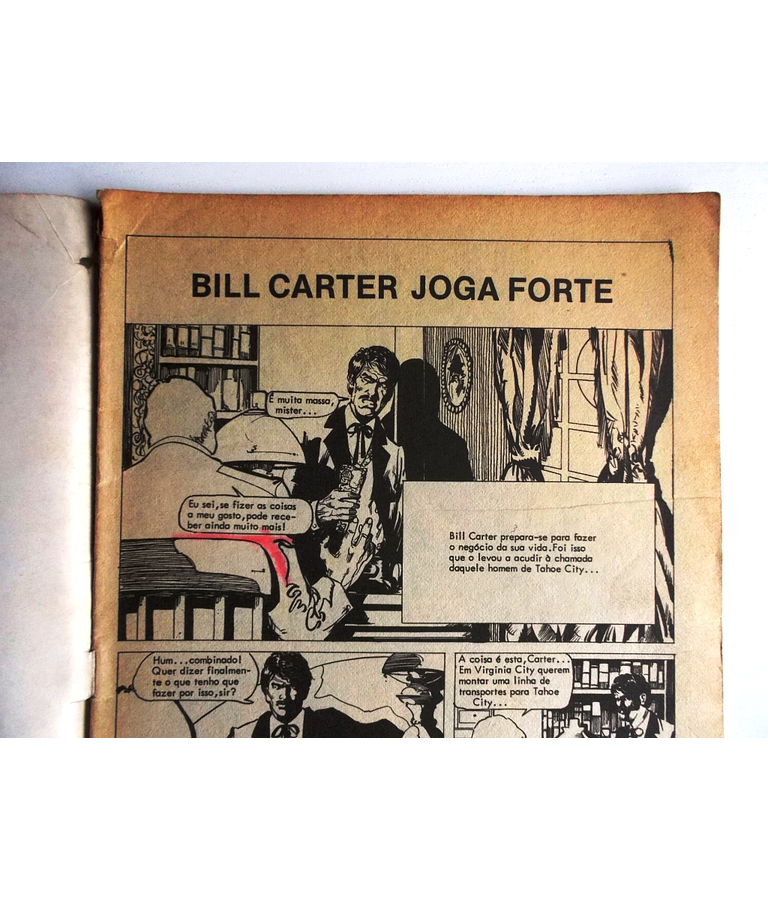 BILL CARTER JOGA FORTE
É muita massa,
mister...
Eu sei, se fizer as coisas
a meu gosto, pode rece-
ber ainda muito mais!
Bill Carter prepara-se para fazer
o negócio da sua vida. Foi isso
que o levou a acudir à chamada
daquele homem de Tahoe City...
Hum...combinado!
Quer dizer finalmen-
te o que tenho que
fazer por isso, sir?
A coisa é esta, Carter...
Em Virginia City querem
montar uma linha de
transportes para Tahoe
City...